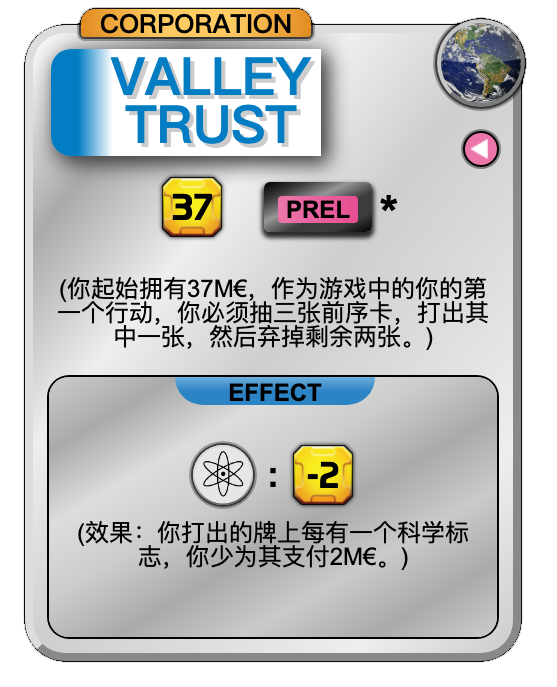 CORPORATION
VALLEY
TRUST
37 PREL *
(你起始拥有37M€，作为游戏中的你的第
一个行动，你必须抽三张前序卡，打出其
中一张，然后弃掉剩余两张。)
EFFECT
: -2
(效果：你打出的牌上每有一个科学标
志，你少为其支付2M€。)